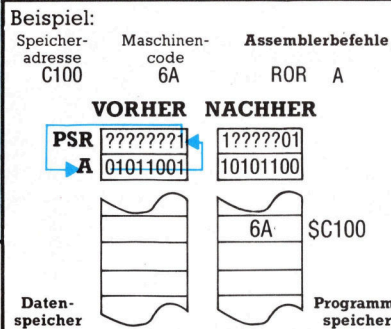 Beispiel:
Speicher- Maschinen- Assemblerbefehle
adresse code
C100 6A ROR A
VORHER NACHHER
PSR ???????1 1?????01
A 01011001 10101100
6A $C100
Daten- Programm
speicher speicher